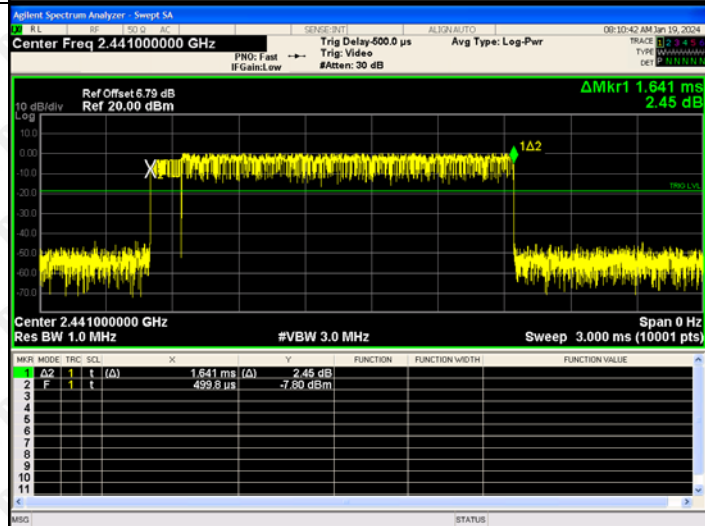 Agilent Spectrum Analyzer - Swept SA
RL RF 50 Ω AC SENSE:INT ALIGN AUTO 08:10:42 AM Jan 19, 2024
Center Freq 2.441000000 GHz PNO: Fast IFGain:Low Trig Delay-500.0 µs Trig: Video #Atten: 30 dB Avg Type: Log-Pwr TRACE 1 2 3 4 5 6 TYPE W DET P N N N N N
ΔMkr1 1.641 ms
2.45 dB
Ref Offset 6.79 dB
10 dB/div Ref 20.00 dBm
Log
10.0
0.00
-10.0
-20.0
-30.0
-40.0
-50.0
-60.0
-70.0
1Δ2
X2
TRIG LVL
Center 2.441000000 GHz Span 0 Hz
Res BW 1.0 MHz #VBW 3.0 MHz Sweep 3.000 ms (10001 pts)
MKR MODE TRC SCL X Y FUNCTION FUNCTION WIDTH FUNCTION VALUE
1 Δ2 1 t (Δ) 1.641 ms (Δ) 2.45 dB
2 F 1 t 499.8 µs -7.80 dBm
3
4
5
6
7
8
9
10
11
MSG STATUS